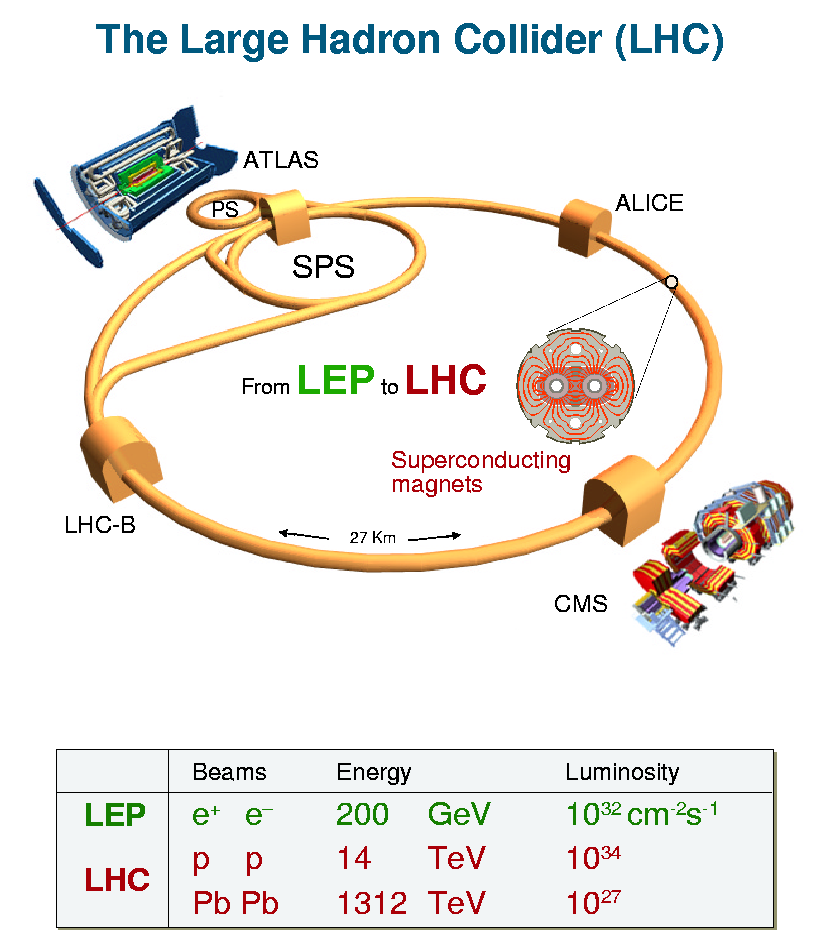 The Large Hadron Collider (LHC)
ATLAS
PS
ALICE
SPS
From LEP to LHC
Superconducting
magnets
LHC-B
27 Km
CMS
Beams Energy Luminosity
LEP e⁺ e⁻ 200 GeV 10³² cm⁻²s⁻¹
LHC
p p 14 TeV 10³⁴
Pb Pb 1312 TeV 10²⁷